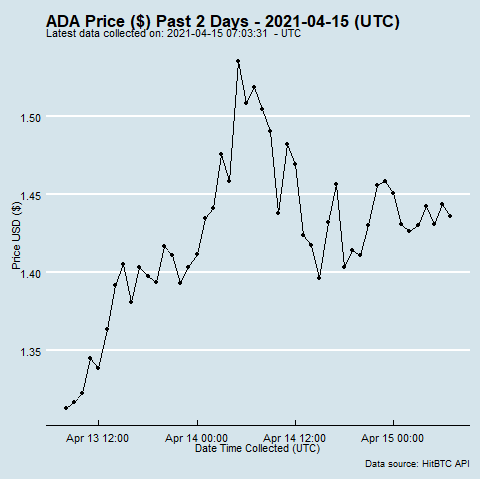 ADA Price ($) Past 2 Days - 2021-04-15 (UTC)
Latest data collected on: 2021-04-15 07:03:31 - UTC
1.50
1.45
1.40
1.35
Price USD ($)
Apr 13 12:00 Apr 14 00:00 Apr 14 12:00 Apr 15 00:00
Date Time Collected (UTC)
Data source: HitBTC API